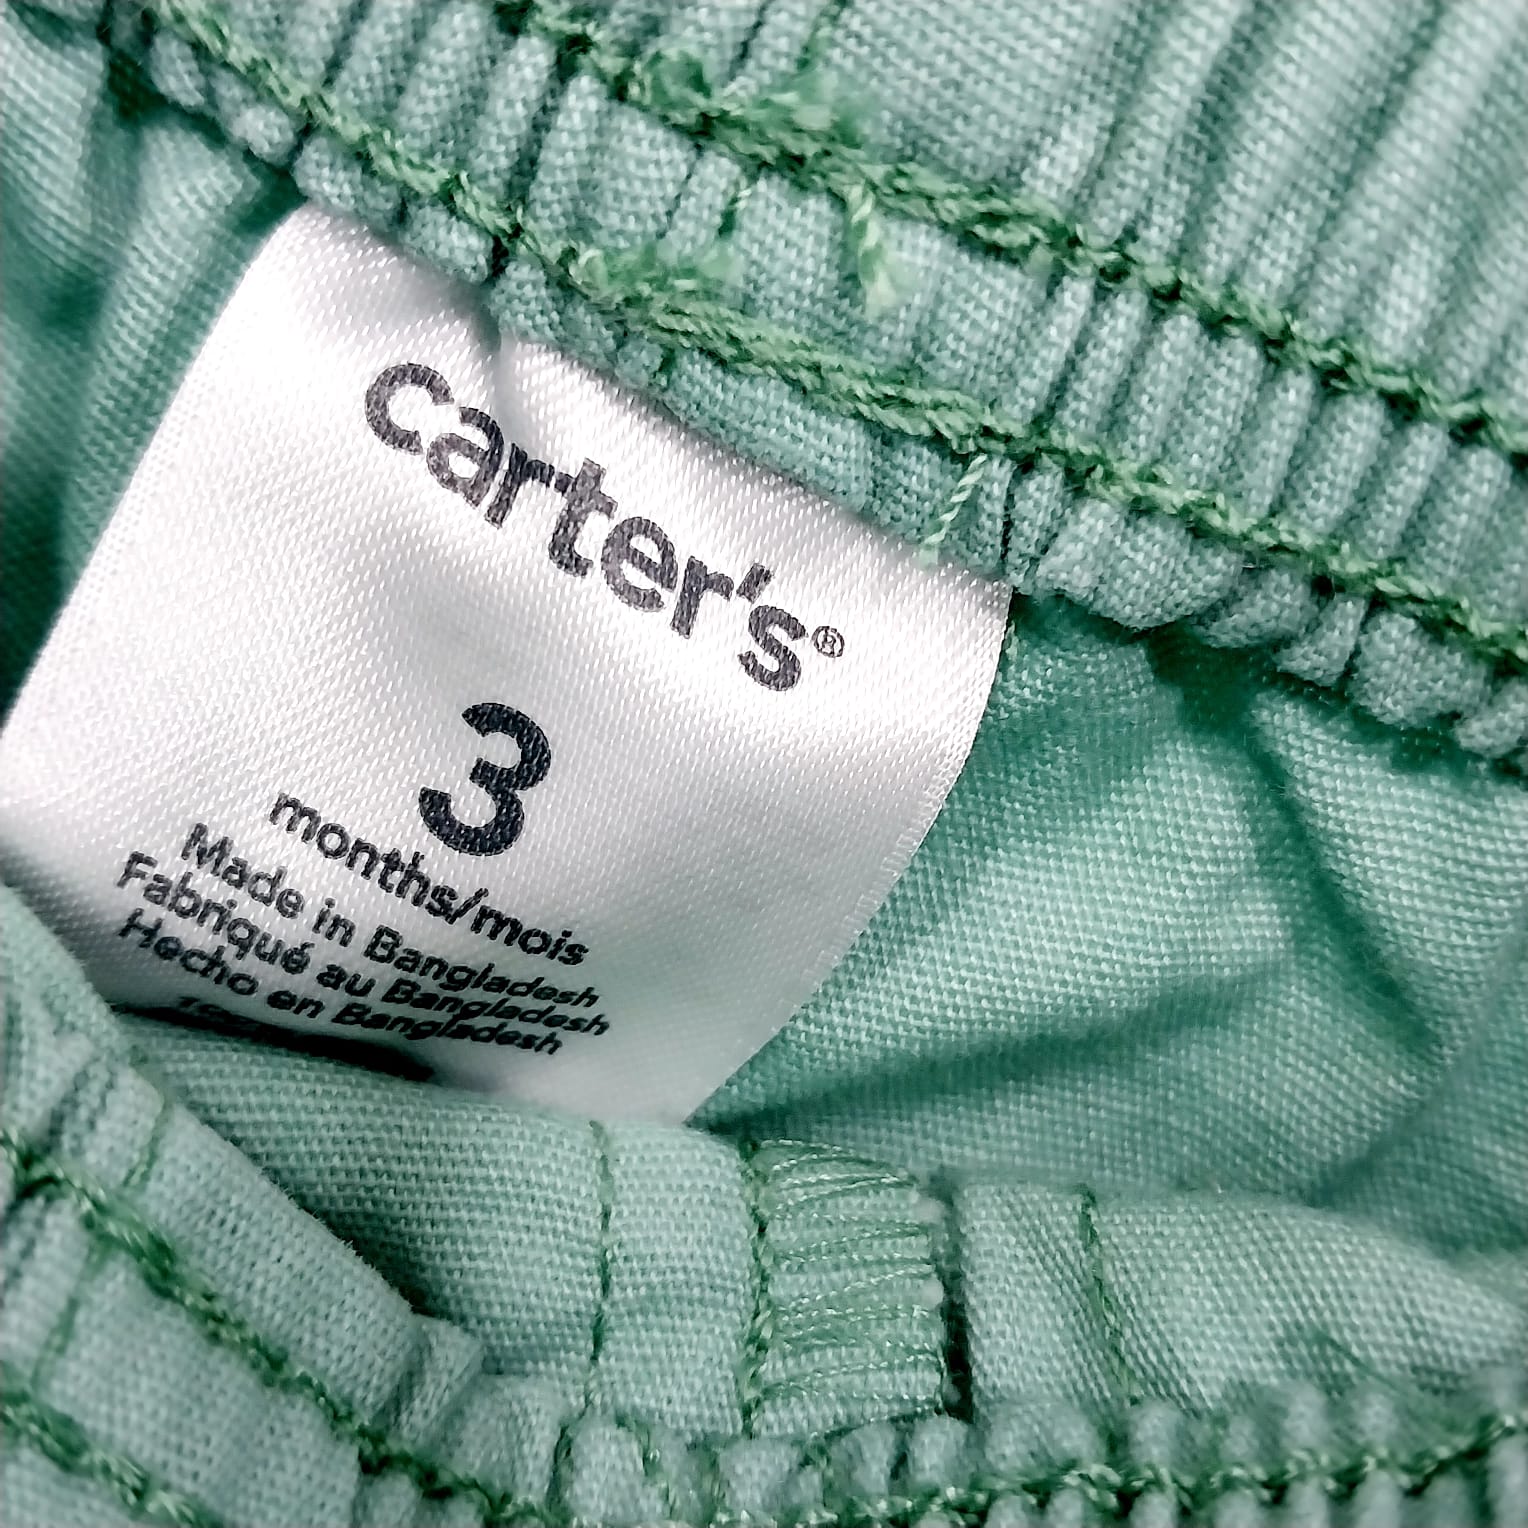 carter's®
3
months/mois
Made in Bangladesh
Fabriqué au Bangladesh
Hecho en Bangladesh